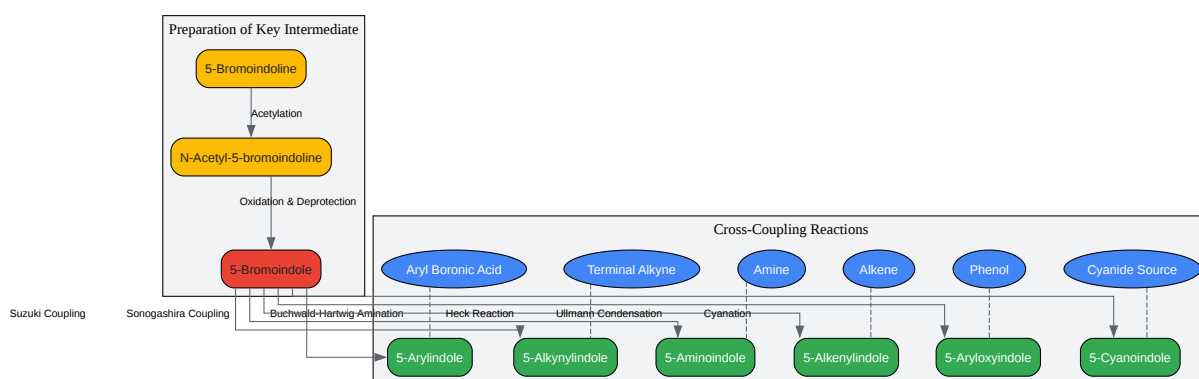 Preparation of Key Intermediate
5-Bromoindoline
Acetylation
N-Acetyl-5-bromoindoline
Oxidation & Deprotection
Cross-Coupling Reactions
5-Bromoindole
Aryl Boronic Acid
Terminal Alkyne
Amine
Alkene
Phenol
Cyanide Source
Suzuki Coupling
Sonogashira Coupling
Buchwald-Hartwig Amination
Heck Reaction
Ullmann Condensation
Cyanation
5-Arylindole
5-Alkynylindole
5-Aminoindole
5-Alkenylindole
5-Aryloxyindole
5-Cyanoindole